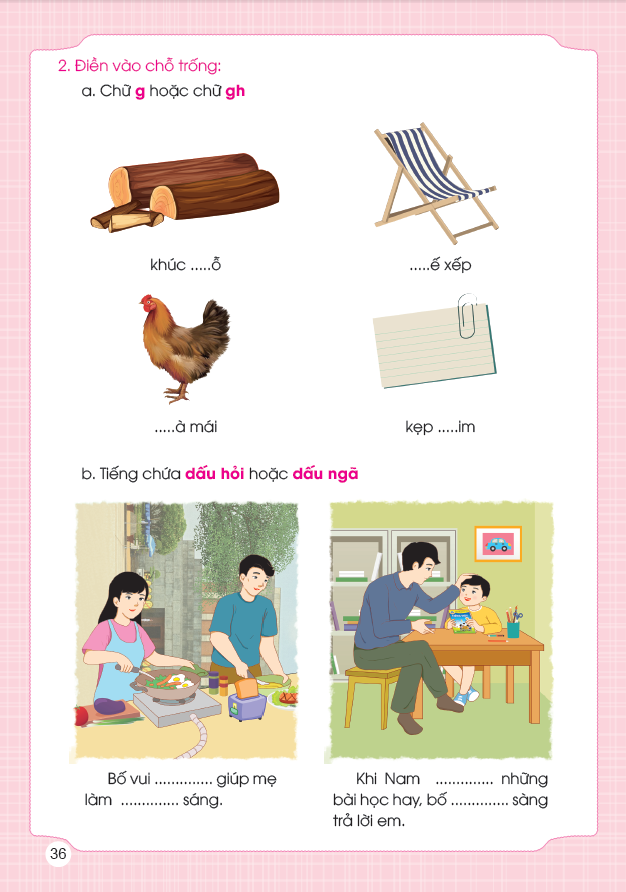 2. Điền vào chỗ trống:
a. Chữ g hoặc chữ gh
khúc .....ỗ
.....ế xếp
.....à mái
kẹp .....im
b. Tiếng chứa dấu hỏi hoặc dấu ngã
Bố vui .............. giúp mẹ
làm .............. sáng.
Khi Nam .............. những
bài học hay, bố .............. sàng
trả lời em.
36